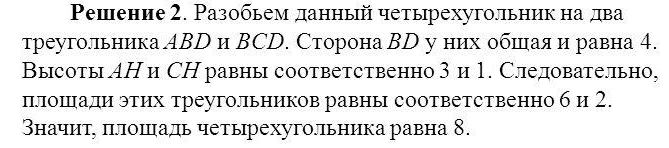 Решение 2. Разобьем данный четырехугольник на два
треугольника ABD и BCD. Сторона BD у них общая и равна 4.
Высоты AH и CH равны соответственно 3 и 1. Следовательно,
площади этих треугольников равны соответственно 6 и 2.
Значит, площадь четырехугольника равна 8.